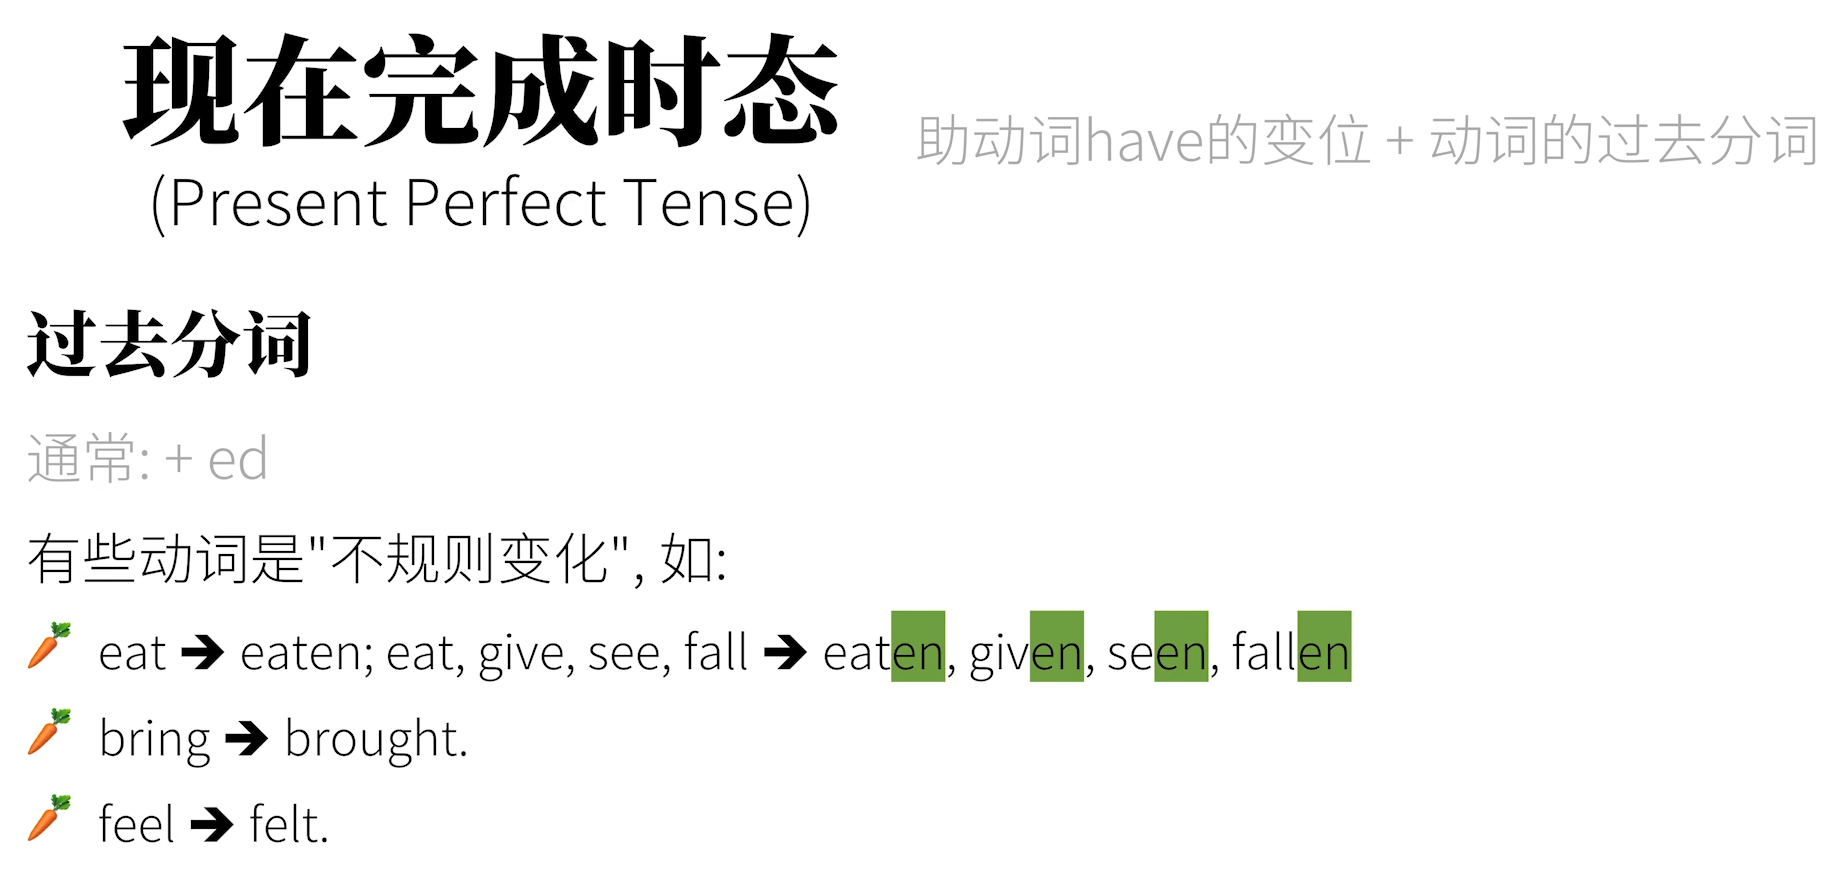 现在完成时态
助动词have的变位 + 动词的过去分词
(Present Perfect Tense)
过去分词
通常: + ed
有些动词是"不规则变化", 如:
eat ➔ eaten; eat, give, see, fall ➔ eaten, given, seen, fallen
bring ➔ brought.
feel ➔ felt.